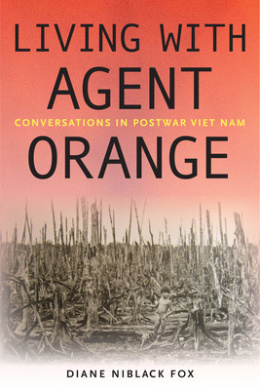 LIVING WITH
AGENT
CONVERSATIONS IN POSTWAR VIET NAM
ORANGE
DIANE NIBLACK FOX